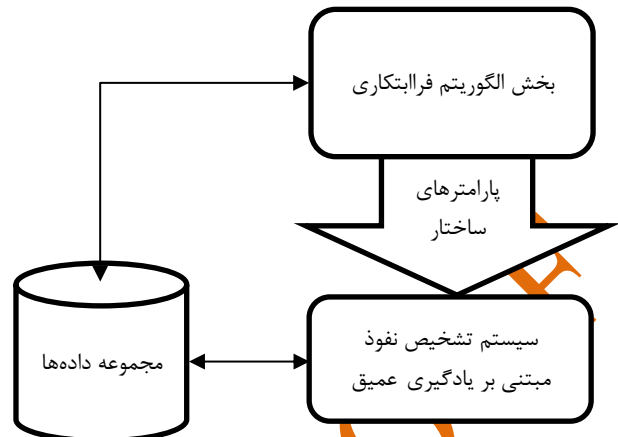 بخش الگوریتم فراابتکاری
پارامترهای
ساختار
سیستم تشخیص نفوذ
مبتنی بر یادگیری عمیق
مجموعه داده‌ها